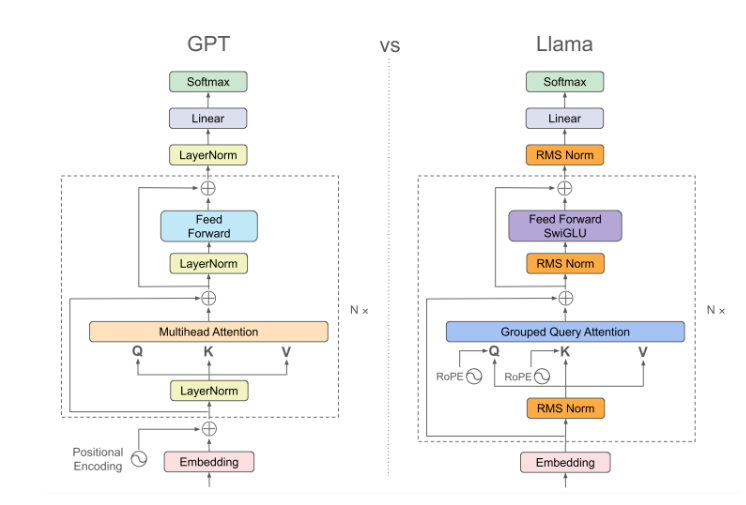 GPT
vs
Llama
Softmax
Linear
LayerNorm
Feed
Forward
LayerNorm
N ×
Multihead Attention
Q K V
LayerNorm
Positional
Encoding
Embedding
Softmax
Linear
RMS Norm
Feed Forward
SwiGLU
RMS Norm
N ×
Grouped Query Attention
Q K V
RoPE RoPE
RMS Norm
Embedding